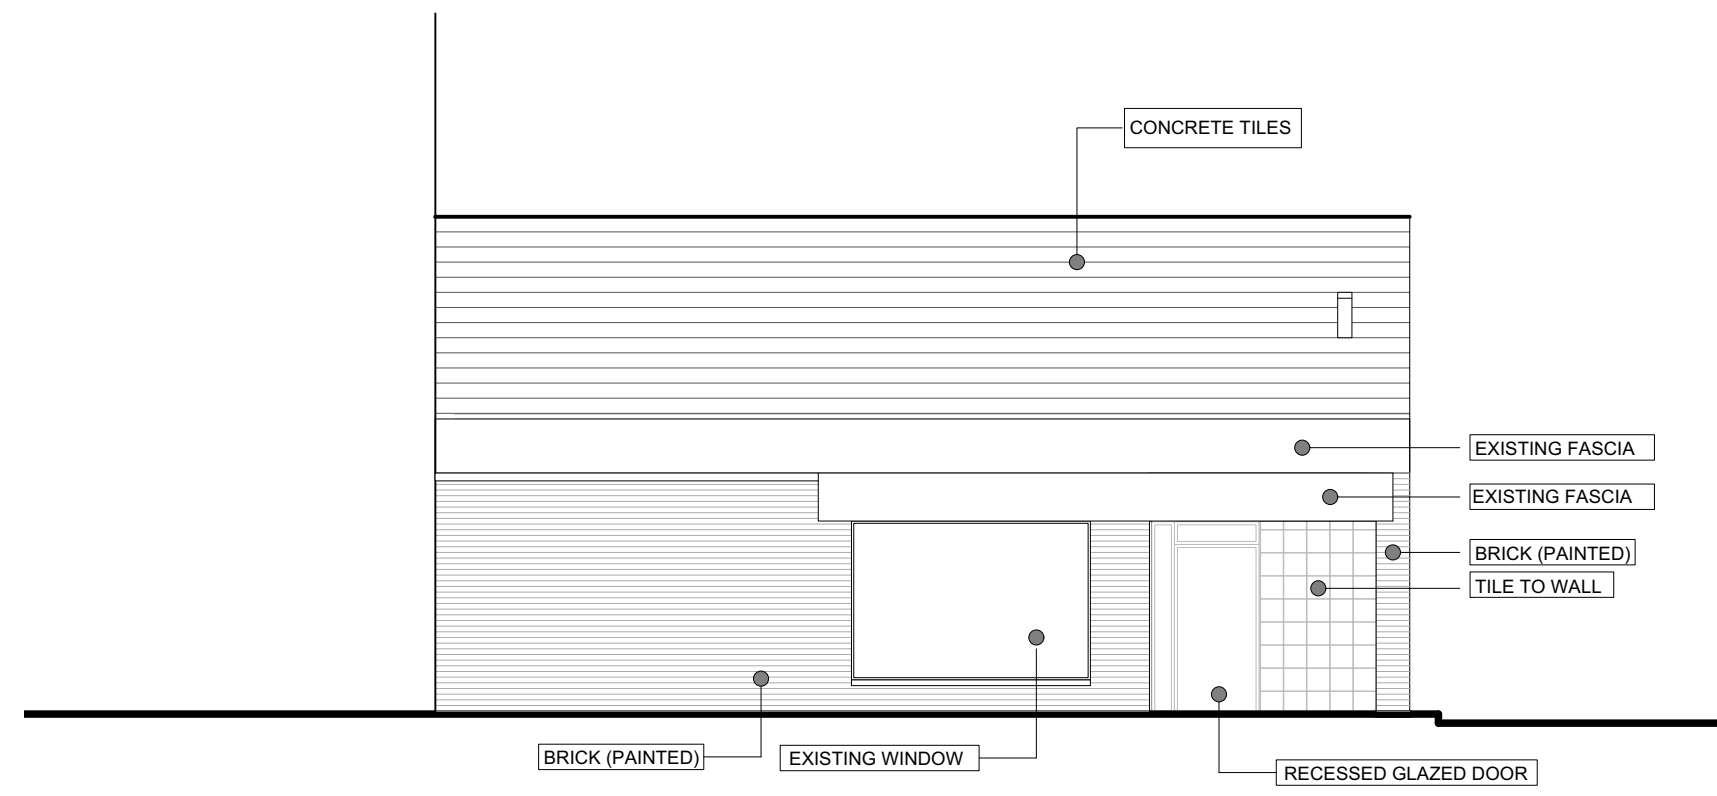 CONCRETE TILES
EXISTING FASCIA
EXISTING FASCIA
BRICK (PAINTED)
TILE TO WALL
BRICK (PAINTED)
EXISTING WINDOW
RECESSED GLAZED DOOR